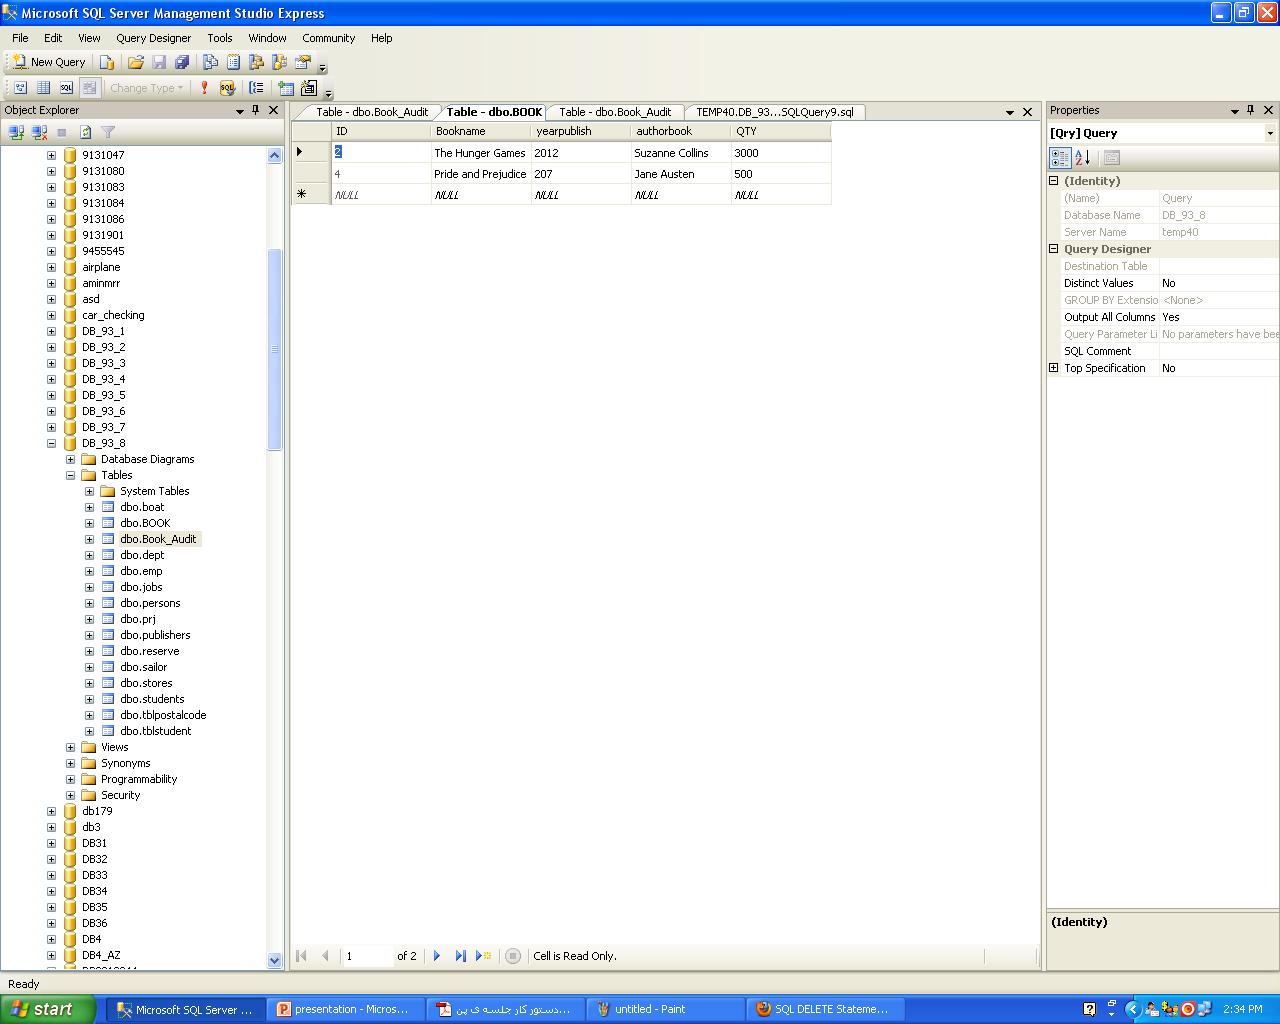 Microsoft SQL Server Management Studio Express
File Edit View Query Designer Tools Window Community Help
New Query
Change Type
Object Explorer
9131047
9131080
9131083
9131084
9131086
9131901
9455545
airplane
aminmrr
asd
car_checking
DB_93_1
DB_93_2
DB_93_3
DB_93_4
DB_93_5
DB_93_6
DB_93_7
DB_93_8
Database Diagrams
Tables
System Tables
dbo.boat
dbo.BOOK
dbo.Book_Audit
dbo.dept
dbo.emp
dbo.jobs
dbo.persons
dbo.prj
dbo.publishers
dbo.reserve
dbo.sailor
dbo.stores
dbo.students
dbo.tblpostalcode
dbo.tblstudent
Views
Synonyms
Programmability
Security
db179
db3
DB31
DB32
DB33
DB34
DB35
DB36
DB4
DB4_AZ
Table - dbo.Book_Audit Table - dbo.BOOK Table - dbo.Book_Audit TEMP40.DB_93...SQLQuery9.sql
ID Bookname yearpublish authorbook QTY
2 The Hunger Games 2012 Suzanne Collins 3000
4 Pride and Prejudice 207 Jane Austen 500
NULL NULL NULL NULL NULL
1 of 2 Cell is Read Only.
Properties
[Qry] Query
(Identity)
(Name) Query
Database Name DB_93_8
Server Name temp40
Query Designer
Destination Table
Distinct Values No
GROUP BY Extensio <None>
Output All Columns Yes
Query Parameter Li No parameters have bee
SQL Comment
Top Specification No
(Identity)
Ready
start Microsoft SQL Server ... presentation - Micros... دستور کار جلسه ی پن... untitled - Paint SQL DELETE Stateme... 2:34 PM